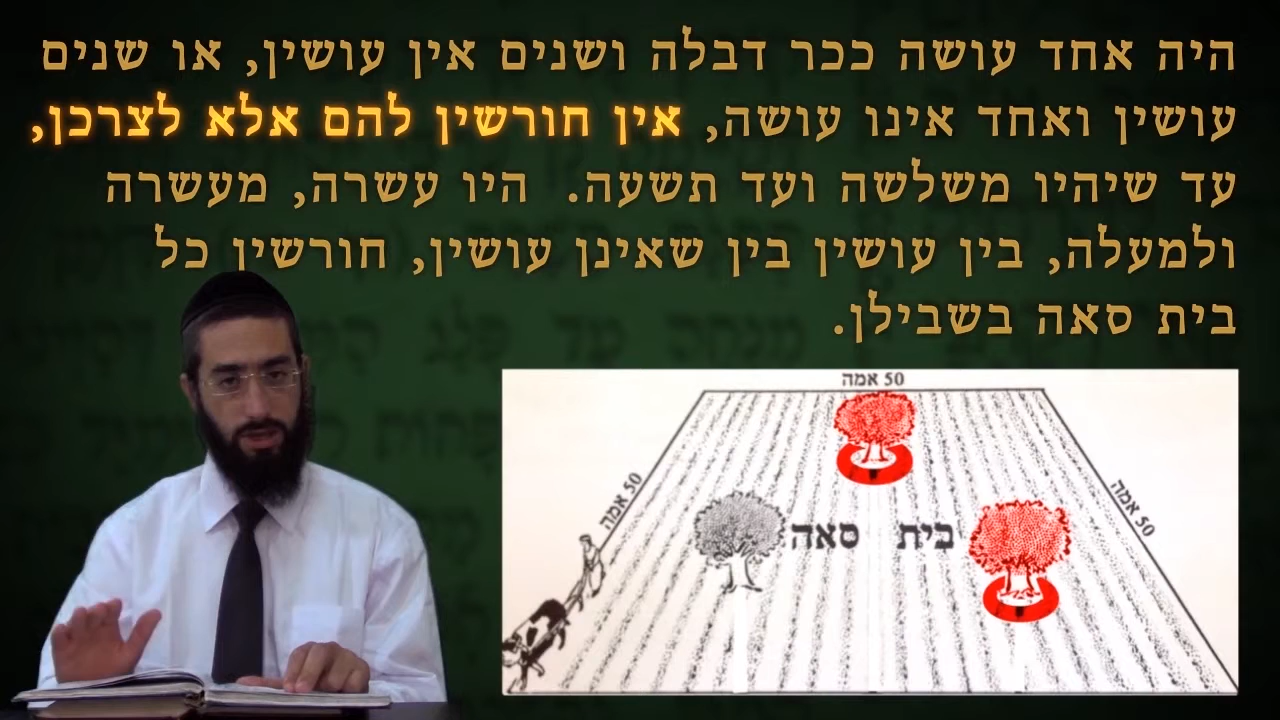 היה אחד עושה ככר דבלה ושנים אין עושין, או שנים
עושין ואחד אינו עושה, אין חורשין להם אלא לצרכן,
עד שיהיו משלשה ועד תשעה. היו עשרה, מעשרה
ולמעלה, בין עושין בין שאינן עושין, חורשין כל
בית סאה בשבילן.
50 אמה
50 אמה
50 אמה
בית סאה